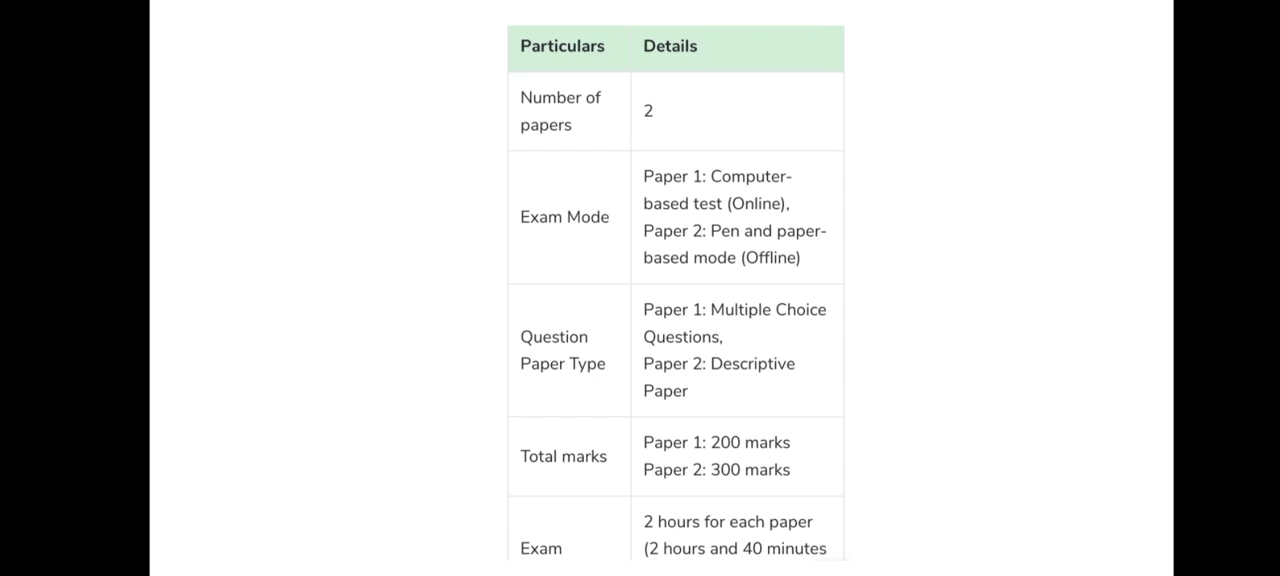 Particulars Details
Number of
papers
2
Exam Mode
Paper 1: Computer-
based test (Online),
Paper 2: Pen and paper-
based mode (Offline)
Question
Paper Type
Paper 1: Multiple Choice
Questions,
Paper 2: Descriptive
Paper
Total marks
Paper 1: 200 marks
Paper 2: 300 marks
Exam
2 hours for each paper
(2 hours and 40 minutes